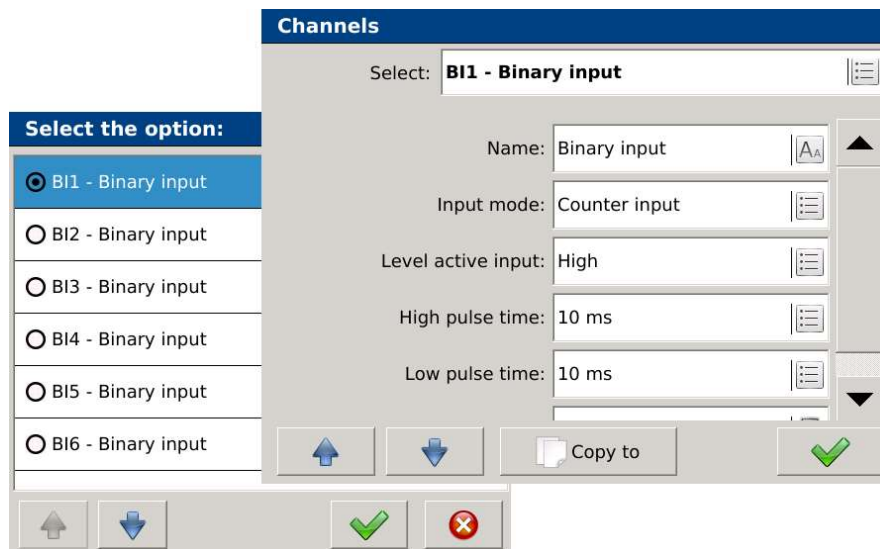 Channels
Select: BI1 - Binary input
Name: Binary input
Input mode: Counter input
Level active input: High
High pulse time: 10 ms
Low pulse time: 10 ms
Copy to
Select the option:
BI1 - Binary input
BI2 - Binary input
BI3 - Binary input
BI4 - Binary input
BI5 - Binary input
BI6 - Binary input